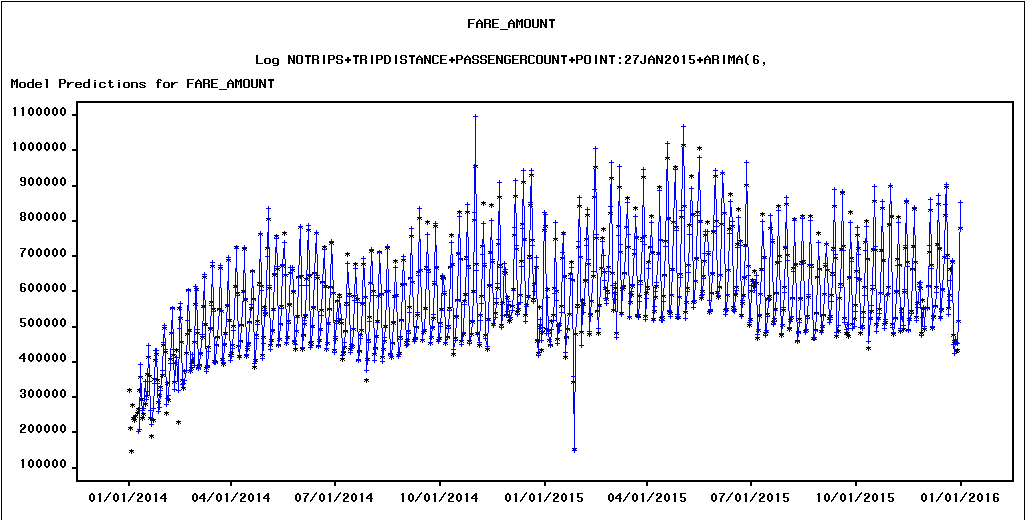 FARE_AMOUNT
Log NOTRIPS+TRIPDISTANCE+PASSENGERCOUNT+POINT:27JAN2015+ARIMA(6,
Model Predictions for FARE_AMOUNT
1100000
1000000
900000
800000
700000
600000
500000
400000
300000
200000
100000
01/01/2014 04/01/2014 07/01/2014 10/01/2014 01/01/2015 04/01/2015 07/01/2015 10/01/2015 01/01/2016